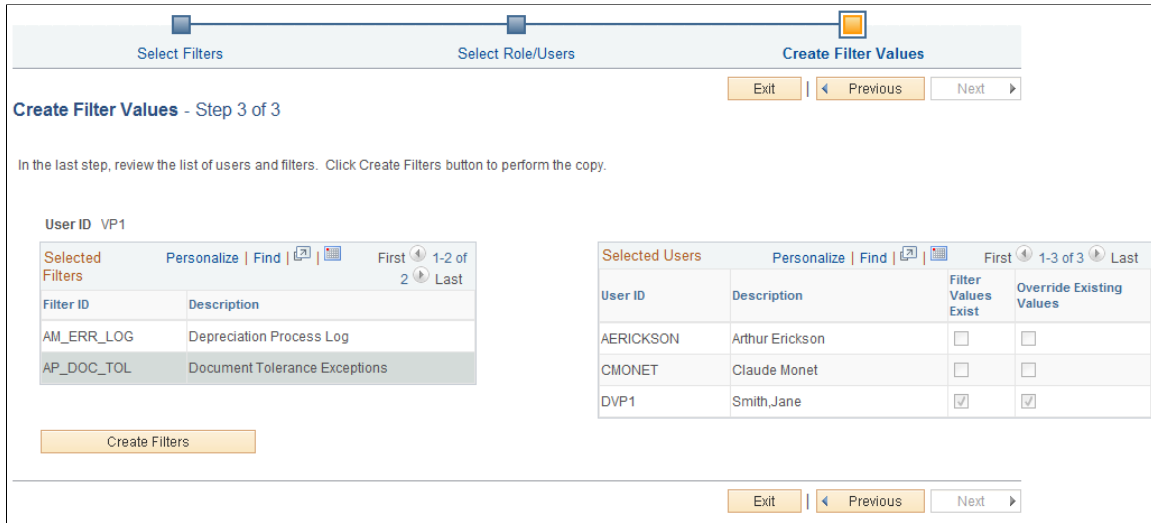 Select Filters Select Role/Users Create Filter Values
Exit | Previous Next
Create Filter Values - Step 3 of 3
In the last step, review the list of users and filters. Click Create Filters button to perform the copy.
User ID VP1
Selected Filters Personalize | Find | | First 1-2 of 2 Last
Filter ID Description
AM_ERR_LOG Depreciation Process Log
AP_DOC_TOL Document Tolerance Exceptions
Selected Users Personalize | Find | | First 1-3 of 3 Last
User ID Description Filter Values Exist Override Existing Values
AERICKSON Arthur Erickson
CMONET Claude Monet
DVP1 Smith,Jane
Create Filters
Exit | Previous Next